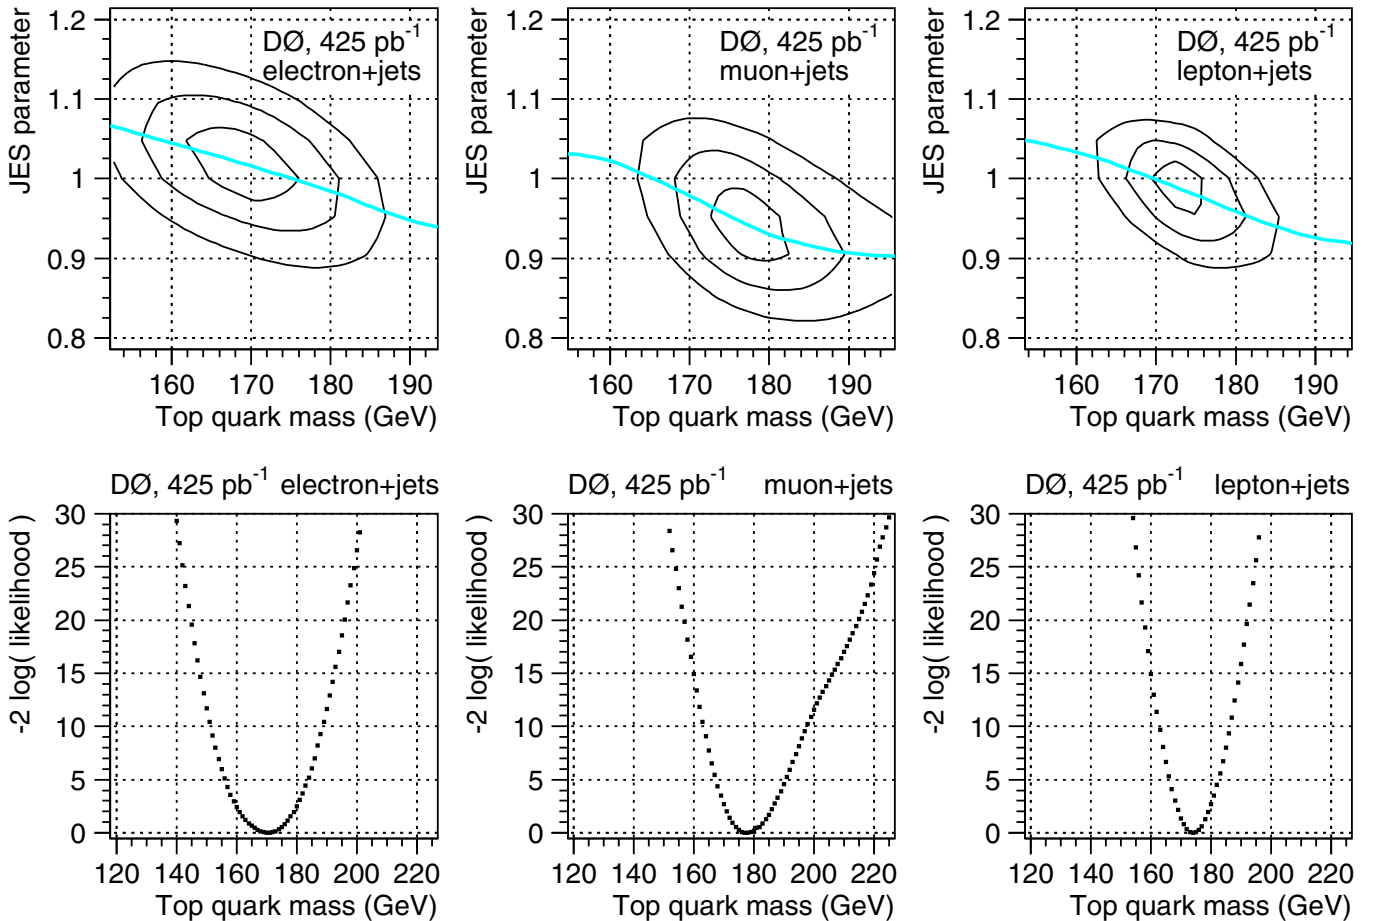 JES parameter
1.2
1.1
1
0.9
0.8
DØ, 425 pb-1
electron+jets
160 170 180 190
Top quark mass (GeV)
JES parameter
1.2
1.1
1
0.9
0.8
DØ, 425 pb-1
muon+jets
160 170 180 190
Top quark mass (GeV)
JES parameter
1.2
1.1
1
0.9
0.8
DØ, 425 pb-1
lepton+jets
160 170 180 190
Top quark mass (GeV)
DØ, 425 pb-1 electron+jets
-2 log( likelihood )
30
25
20
15
10
5
0
120 140 160 180 200 220
Top quark mass (GeV)
DØ, 425 pb-1 muon+jets
-2 log( likelihood )
30
25
20
15
10
5
0
120 140 160 180 200 220
Top quark mass (GeV)
DØ, 425 pb-1 lepton+jets
-2 log( likelihood )
30
25
20
15
10
5
0
120 140 160 180 200 220
Top quark mass (GeV)